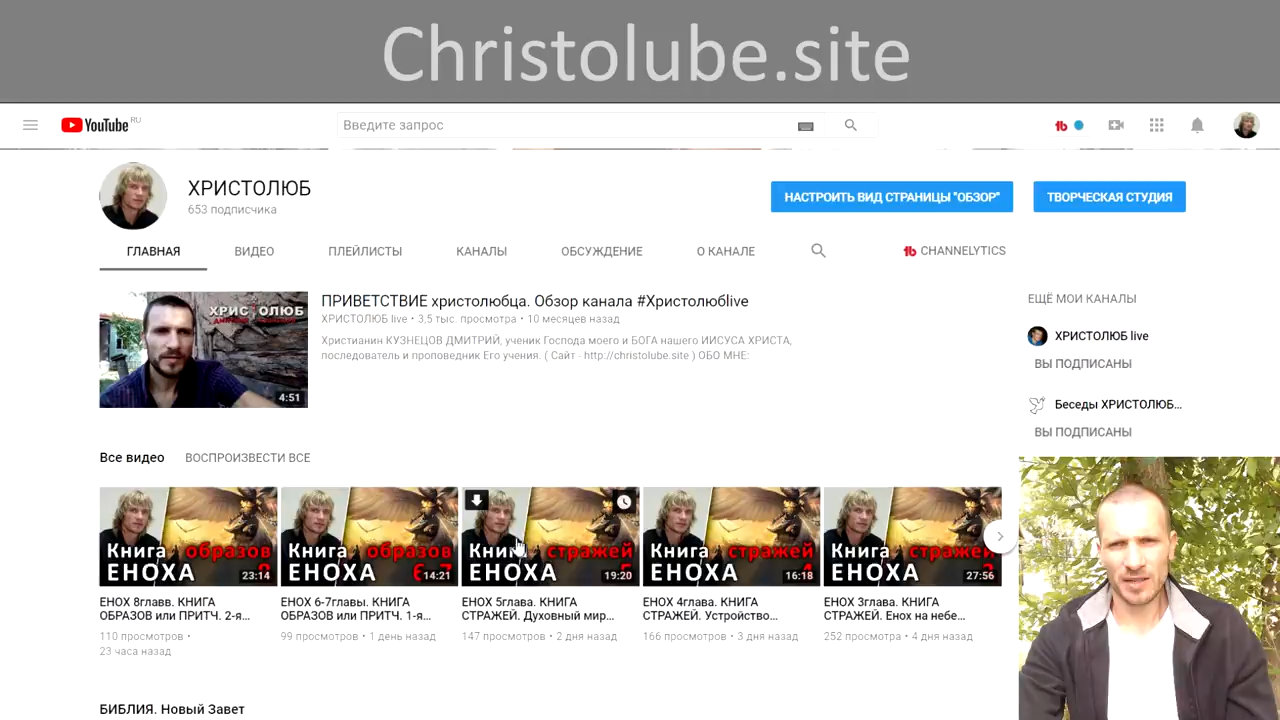 Christolube.site
YouTube RU
Введите запрос
ХРИСТОЛЮБ
653 подписчика
НАСТРОИТЬ ВИД СТРАНИЦЫ "ОБЗОР"
ТВОРЧЕСКАЯ СТУДИЯ
ГЛАВНАЯ
ВИДЕО
ПЛЕЙЛИСТЫ
КАНАЛЫ
ОБСУЖДЕНИЕ
О КАНАЛЕ
CHANNELYTICS
ХРИСТОЛЮБ
4:51
ПРИВЕТСТВИЕ христолюбца. Обзор канала #Христолюбlive
ХРИСТОЛЮБ live • 3,5 тыс. просмотра • 10 месяцев назад
Христианин КУЗНЕЦОВ ДМИТРИЙ, ученик Господа моего и БОГА нашего ИИСУСА ХРИСТА,
последователь и проповедник Его учения. ( Сайт - http://christolube.site ) ОБО МНЕ:
ЕЩЁ МОИ КАНАЛЫ
ХРИСТОЛЮБ live
ВЫ ПОДПИСАНЫ
Беседы ХРИСТОЛЮБ...
ВЫ ПОДПИСАНЫ
Все видео
ВОСПРОИЗВЕСТИ ВСЕ
Книга образов
ЕНОХА
23:14
ЕНОХ 8главв. КНИГА
ОБРАЗОВ или ПРИТЧ. 2-я...
110 просмотров •
23 часа назад
Книга образов
ЕНОХА
14:21
ЕНОХ 6-7главы. КНИГА
ОБРАЗОВ или ПРИТЧ. 1-я...
99 просмотров • 1 день назад
Книга стражей
ЕНОХА
19:20
ЕНОХ 5глава. КНИГА
СТРАЖЕЙ. Духовный мир...
147 просмотров • 2 дня назад
Книга стражей
ЕНОХА
16:18
ЕНОХ 4глава. КНИГА
СТРАЖЕЙ. Устройство...
166 просмотров • 3 дня назад
Книга стражей
ЕНОХА
27:56
ЕНОХ 3глава. КНИГА
СТРАЖЕЙ. Енох на небе...
252 просмотра • 4 дня назад
БИБЛИЯ. Новый Завет